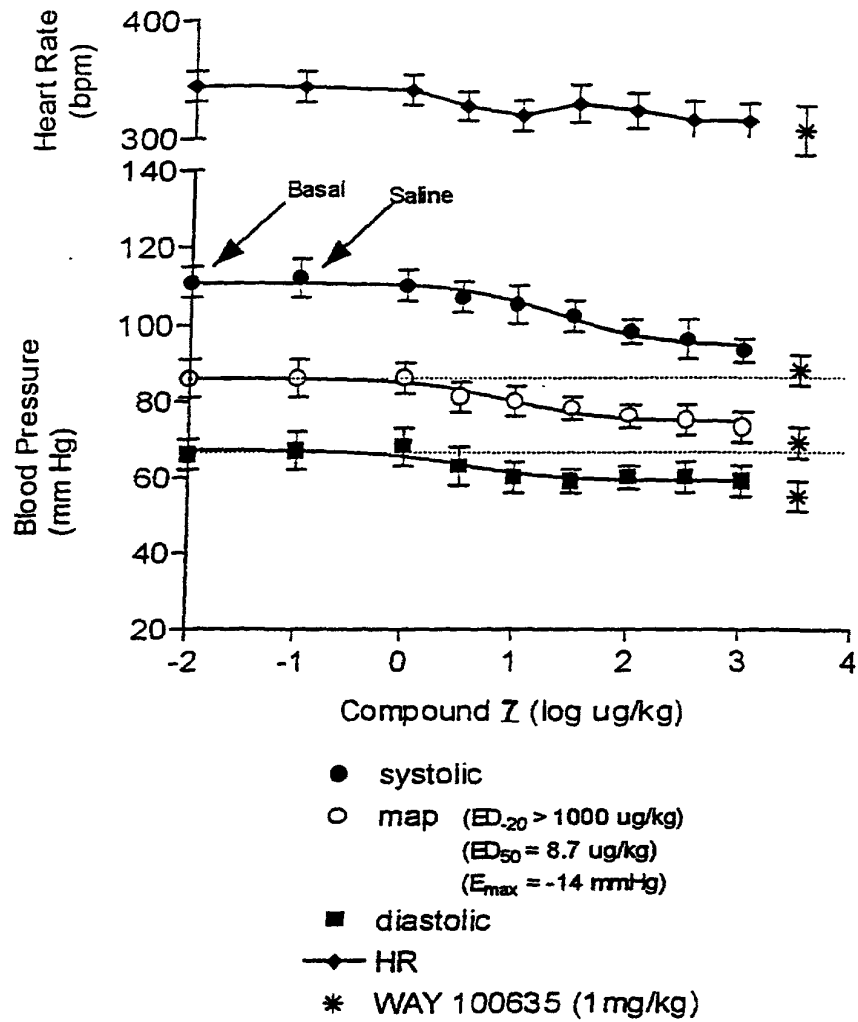 Heart Rate
(bpm)
400
300
140
120
100
80
60
40
20
Basal
Saline
Blood Pressure
(mm Hg)
-2
-1
0
1
2
3
4
Compound 7 (log ug/kg)
systolic
map (ED-20 > 1000 ug/kg)
(ED50 = 8.7 ug/kg)
(Emax = -14 mmHg)
diastolic
HR
WAY 100635 (1mg/kg)